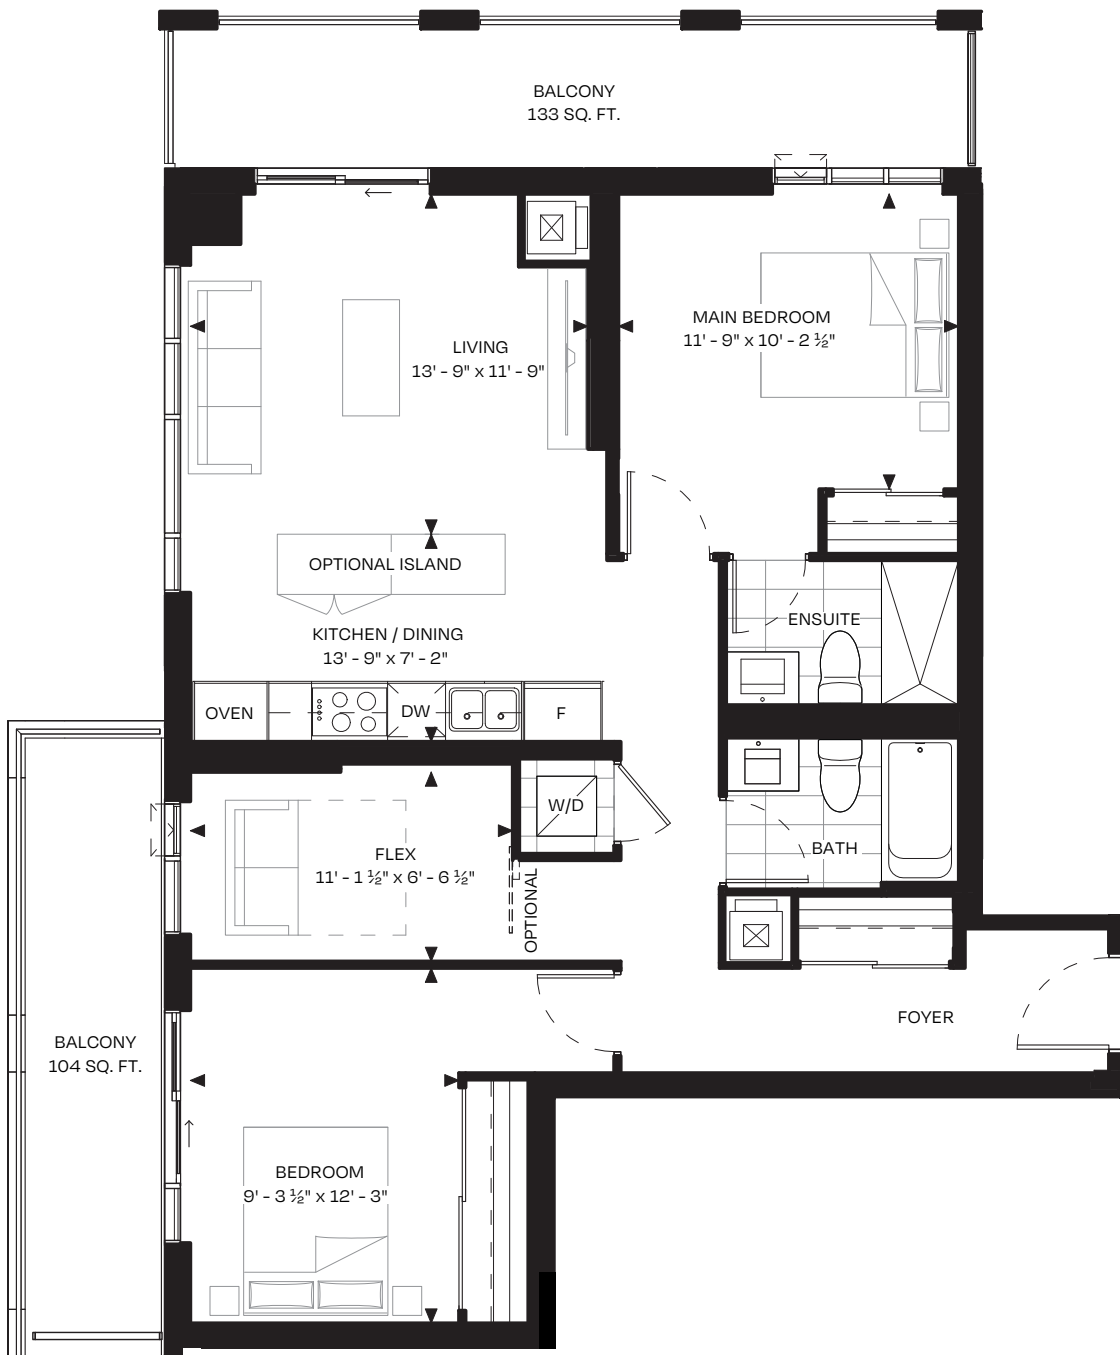 BALCONY
133 SQ. FT.
MAIN BEDROOM
11' - 9" x 10' - 2 ½"
LIVING
13' - 9" x 11' - 9"
OPTIONAL ISLAND
ENSUITE
KITCHEN / DINING
13' - 9" x 7' - 2"
OVEN
DW
F
W/D
FLEX
11' - 1 ½" x 6' - 6 ½"
BATH
OPTIONAL
FOYER
BALCONY
104 SQ. FT.
BEDROOM
9' - 3 ½" x 12' - 3"